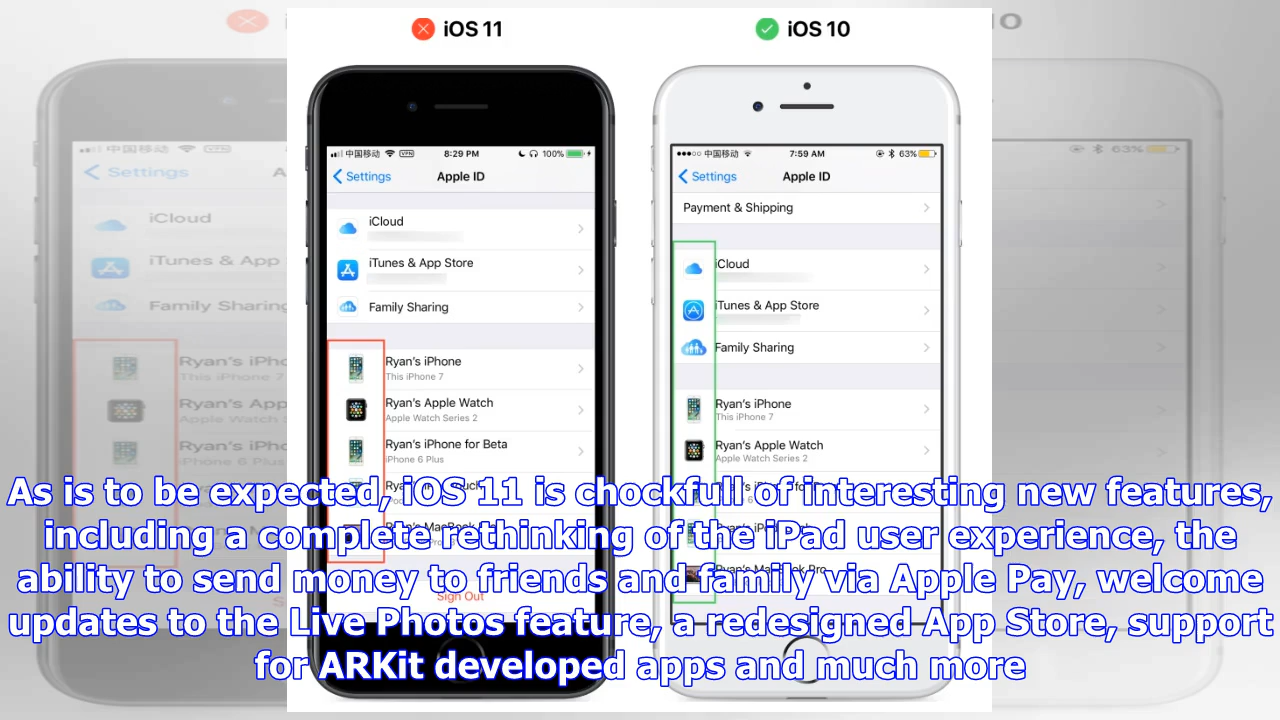 iOS 11
iOS 10
中国移动 VPN 8:29 PM 100%
Settings Apple ID
iCloud
iTunes & App Store
Family Sharing
Ryan's iPhone
This iPhone 7
Ryan's Apple Watch
Apple Watch Series 2
Ryan's iPhone for Beta
iPhone 6 Plus
Sign Out
中国移动 7:59 AM 63%
Settings Apple ID
Payment & Shipping
iCloud
iTunes & App Store
Family Sharing
Ryan's iPhone
This iPhone 7
Ryan's Apple Watch
Apple Watch Series 2
Ryan's MacBook Pro
As is to be expected, iOS 11 is chockfull of interesting new features,
including a complete rethinking of the iPad user experience, the
ability to send money to friends and family via Apple Pay, welcome
updates to the Live Photos feature, a redesigned App Store, support
for ARKit developed apps and much more